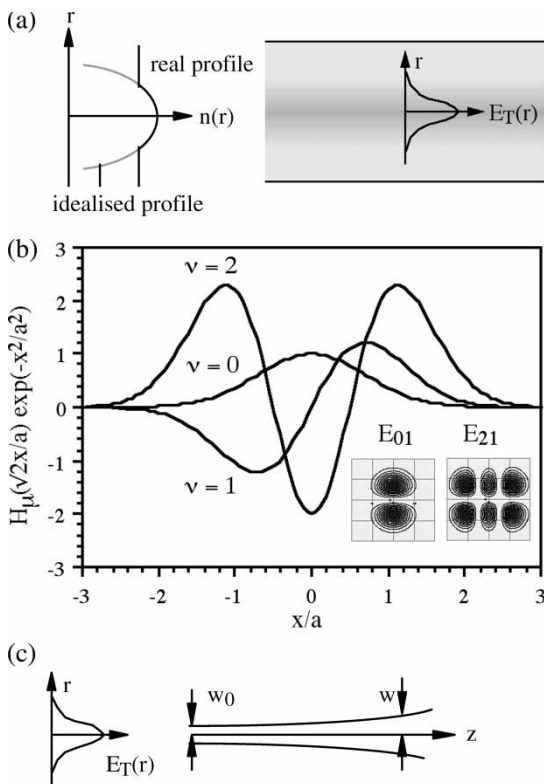 (a)
r
real profile
n(r)
idealised profile
r
E_T(r)
(b)
3
2
1
0
-1
-2
-3
H_μ(√2x/a) exp(-x²/a²)
ν = 2
ν = 0
ν = 1
E₀₁
E₂₁
-3 -2 -1 0 1 2 3
x/a
(c)
r
E_T(r)
w₀
w
z